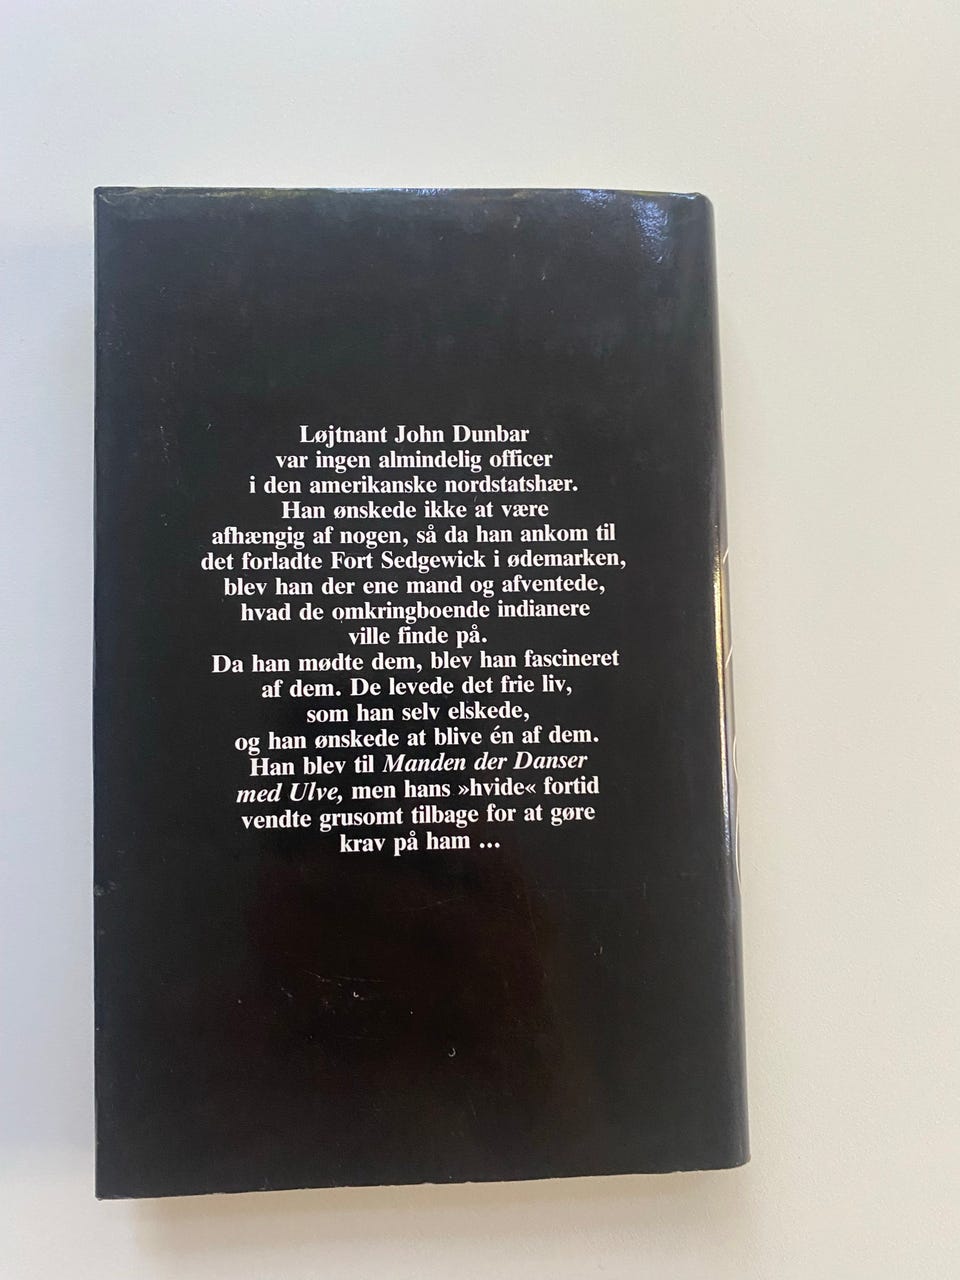 Løjtnant John Dunbar
var ingen almindelig officer
i den amerikanske nordstatshær.
Han ønskede ikke at være
afhængig af nogen, så da han ankom til
det forladte Fort Sedgewick i ødemarken,
blev han der ene mand og afventede,
hvad de omkringboende indianere
ville finde på.
Da han mødte dem, blev han fascineret
af dem. De levede det frie liv,
som han selv elskede,
og han ønskede at blive én af dem.
Han blev til Manden der Danser
med Ulve, men hans »hvide« fortid
vendte grusomt tilbage for at gøre
krav på ham ...